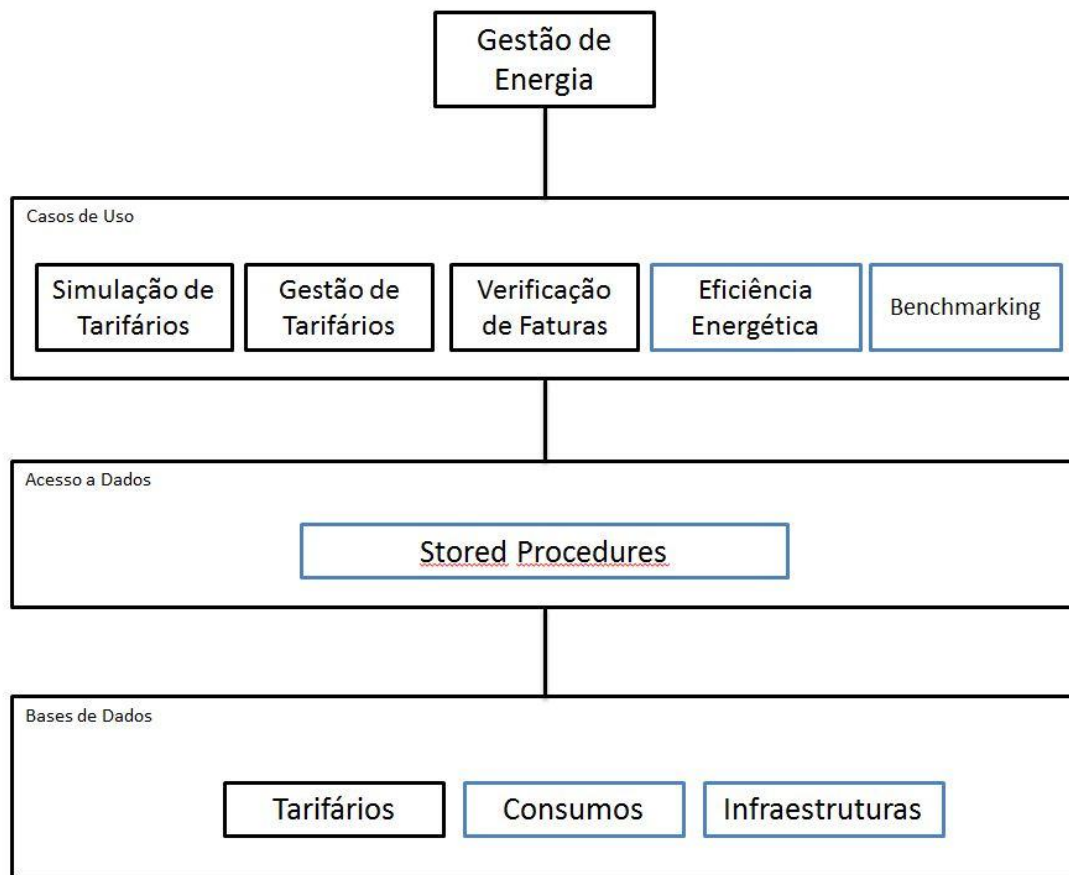 Gestão de
Energia
Casos de Uso
Simulação de
Tarifários
Gestão de
Tarifários
Verificação
de Faturas
Eficiência
Energética
Benchmarking
Acesso a Dados
Stored Procedures
Bases de Dados
Tarifários
Consumos
Infraestruturas